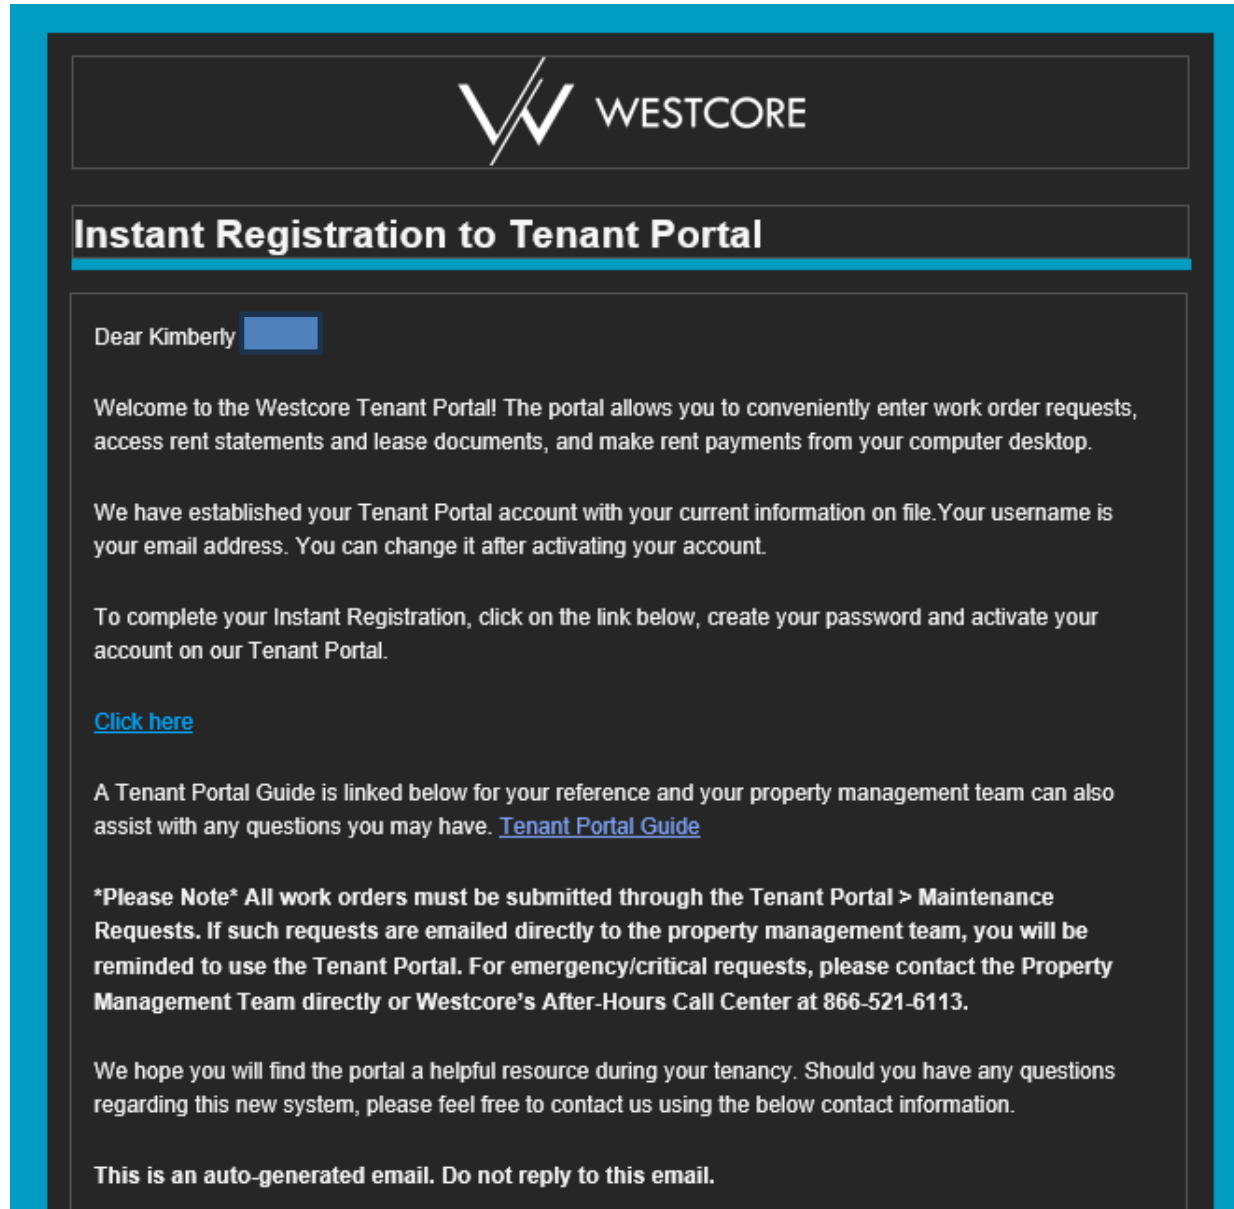 WESTCORE
Instant Registration to Tenant Portal
Dear Kimberly
Welcome to the Westcore Tenant Portal! The portal allows you to conveniently enter work order requests,
access rent statements and lease documents, and make rent payments from your computer desktop.
We have established your Tenant Portal account with your current information on file.Your username is
your email address. You can change it after activating your account.
To complete your Instant Registration, click on the link below, create your password and activate your
account on our Tenant Portal.
Click here
A Tenant Portal Guide is linked below for your reference and your property management team can also
assist with any questions you may have. Tenant Portal Guide
*Please Note* All work orders must be submitted through the Tenant Portal > Maintenance
Requests. If such requests are emailed directly to the property management team, you will be
reminded to use the Tenant Portal. For emergency/critical requests, please contact the Property
Management Team directly or Westcore’s After-Hours Call Center at 866-521-6113.
We hope you will find the portal a helpful resource during your tenancy. Should you have any questions
regarding this new system, please feel free to contact us using the below contact information.
This is an auto-generated email. Do not reply to this email.